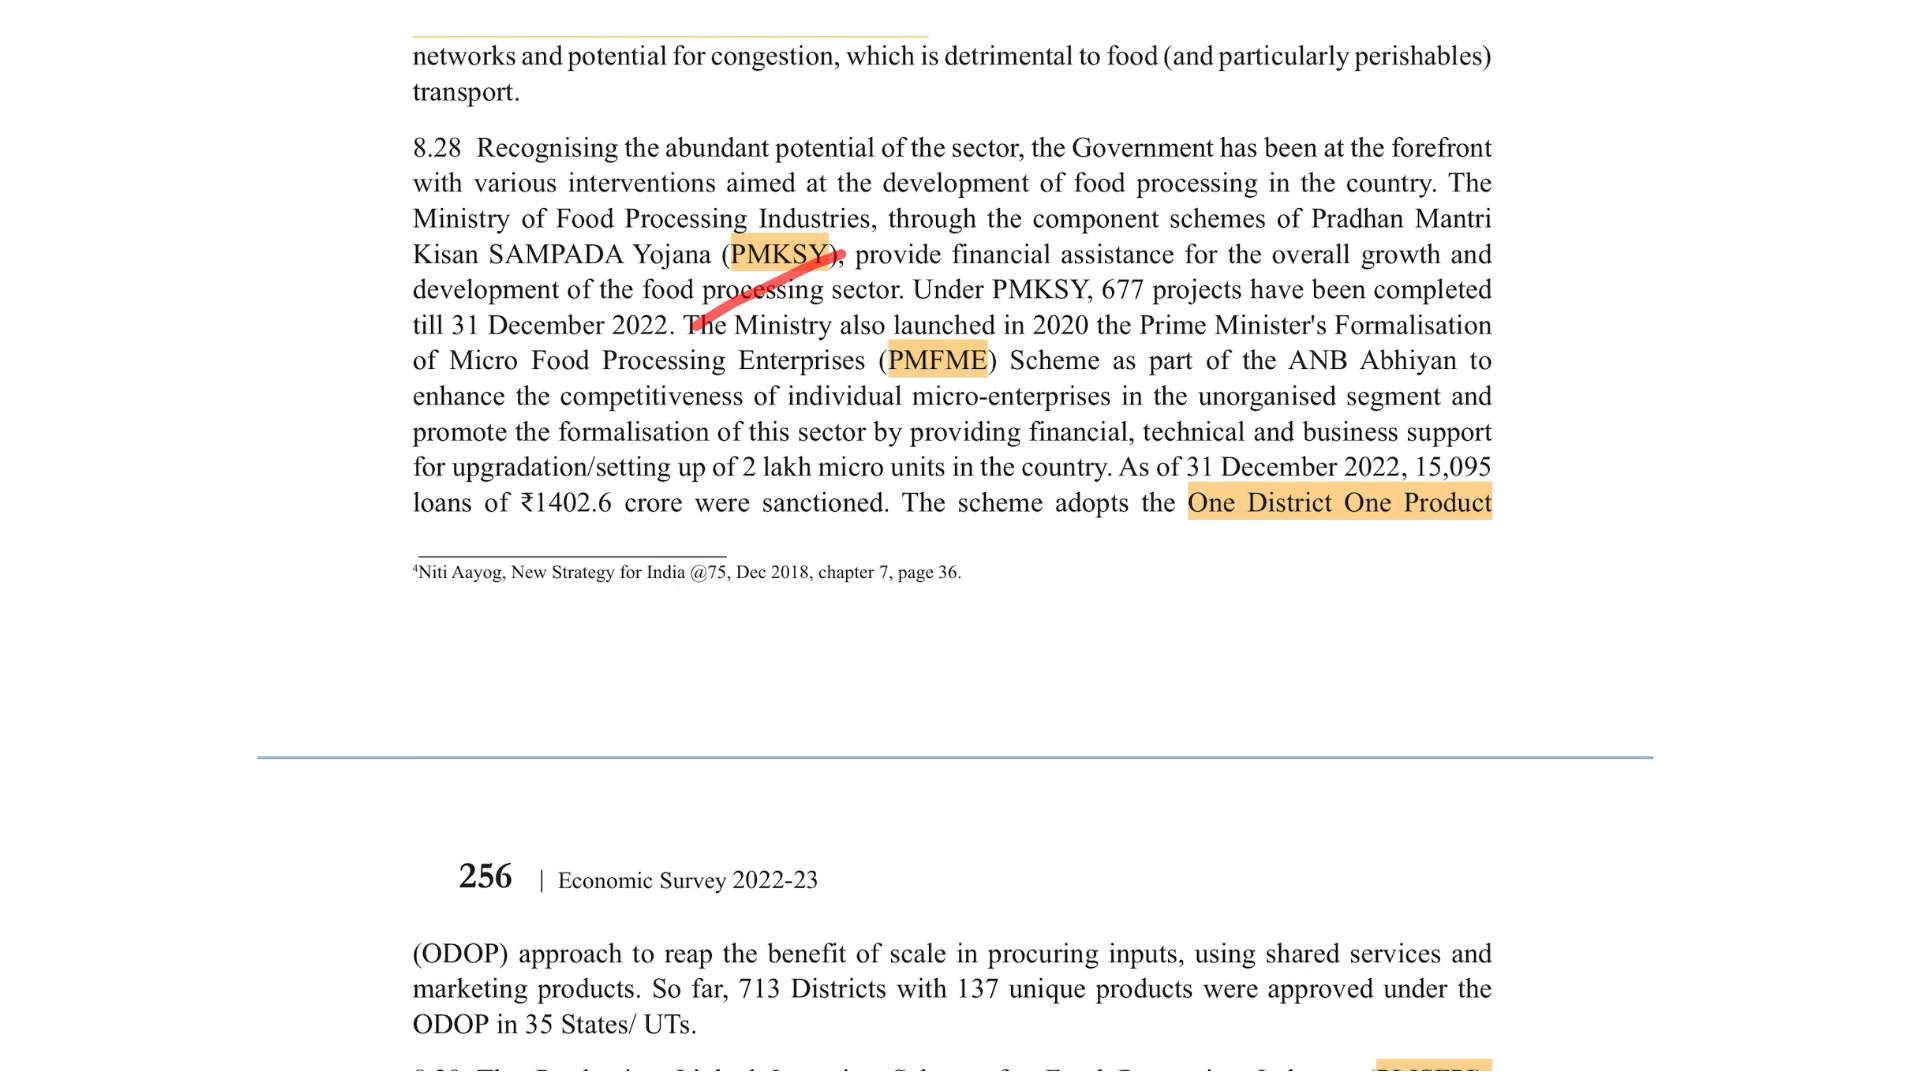 networks and potential for congestion, which is detrimental to food (and particularly perishables)
transport.
8.28 Recognising the abundant potential of the sector, the Government has been at the forefront
with various interventions aimed at the development of food processing in the country. The
Ministry of Food Processing Industries, through the component schemes of Pradhan Mantri
Kisan SAMPADA Yojana (PMKSY), provide financial assistance for the overall growth and
development of the food processing sector. Under PMKSY, 677 projects have been completed
till 31 December 2022. The Ministry also launched in 2020 the Prime Minister's Formalisation
of Micro Food Processing Enterprises (PMFME) Scheme as part of the ANB Abhiyan to
enhance the competitiveness of individual micro-enterprises in the unorganised segment and
promote the formalisation of this sector by providing financial, technical and business support
for upgradation/setting up of 2 lakh micro units in the country. As of 31 December 2022, 15,095
loans of ₹1402.6 crore were sanctioned. The scheme adopts the One District One Product
4Niti Aayog, New Strategy for India @75, Dec 2018, chapter 7, page 36.
256 | Economic Survey 2022-23
(ODOP) approach to reap the benefit of scale in procuring inputs, using shared services and
marketing products. So far, 713 Districts with 137 unique products were approved under the
ODOP in 35 States/ UTs.